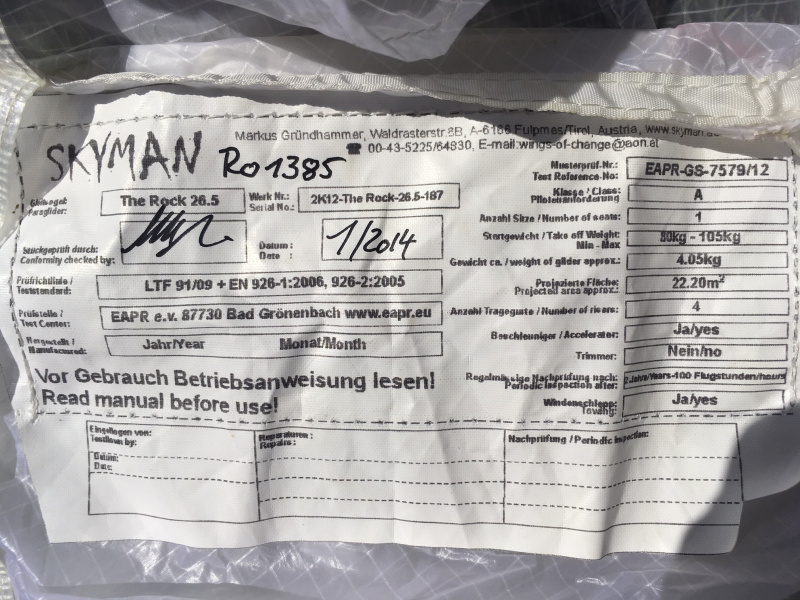 Markus Gründhammer, Waldrasterstr.8B, A-6166 Fulpmes/Tirol, Austria, www.skyman.
☎ 00-43-5225/64830, E-mail:wings-of-change@aon.at
SKYMAN Ro1385
Gleitsegel:
Paraglider:
The Rock 26.5
Werk Nr.:
Serial No.:
2K12-The Rock-26.5-187
Stückgeprüft durch:
Conformity checked by:
Datum :
Date :
1/2014
Prüfrichtlinie /
Teststandard:
LTF 91/09 + EN 926-1:2006, 926-2:2005
Prüfstelle /
Test Center:
EAPR e.v. 87730 Bad Grönenbach www.eapr.eu
Hergestellt /
Manufactured:
Jahr/Year Monat/Month
Vor Gebrauch Betriebsanweisung lesen!
Read manual before use!
Musterprüf-Nr.:
Test Reference-No:
EAPR-GS-7579/12
Klasse / Class:
Pilotenanforderung
A
Anzahl Sitze / Number of seats:
1
Startgewicht / Take off Weight:
Min - Max
80kg - 105kg
Gewicht ca. / weight of glider approx.:
4.05kg
Projizierte Fläche:
Projected area approx.:
22.20m²
Anzahl Tragegurte / Number of risers:
4
Beschleuniger / Accelerator:
Ja/yes
Trimmer:
Nein/no
Regelmässige Nachprüfung nach:
Periodic inspection after:
2 Jahre/Years-100 Flugstunden/hours
Windenschlepp:
Towing:
Ja/yes
Eingeflogen von:
Testflown by:
Datum:
Date:
Reparaturen :
Repairs :
Nachprüfung / Periodic inspection: